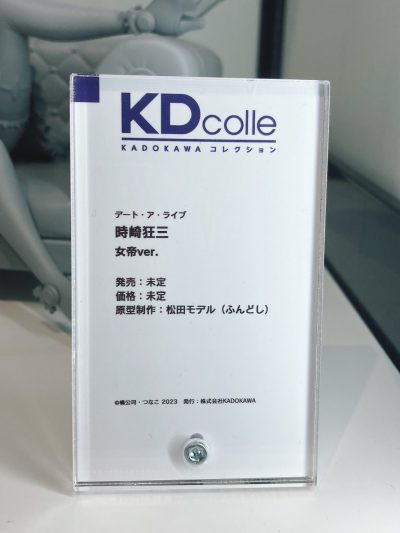 KDcolle
KADOKAWA コレクション
デート・ア・ライブ
時崎狂三
女帝ver.
発売：未定
価格：未定
原型制作：松田モデル（ふんどし）
©橘公司・つなこ 2023 発行：株式会社KADOKAWA